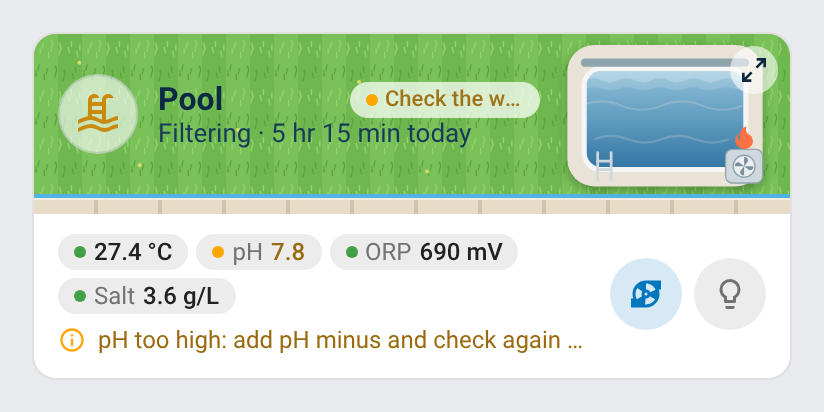 Pool
Check the w...
Filtering · 5 hr 15 min today
27.4 °C
pH 7.8
ORP 690 mV
Salt 3.6 g/L
pH too high: add pH minus and check again ...